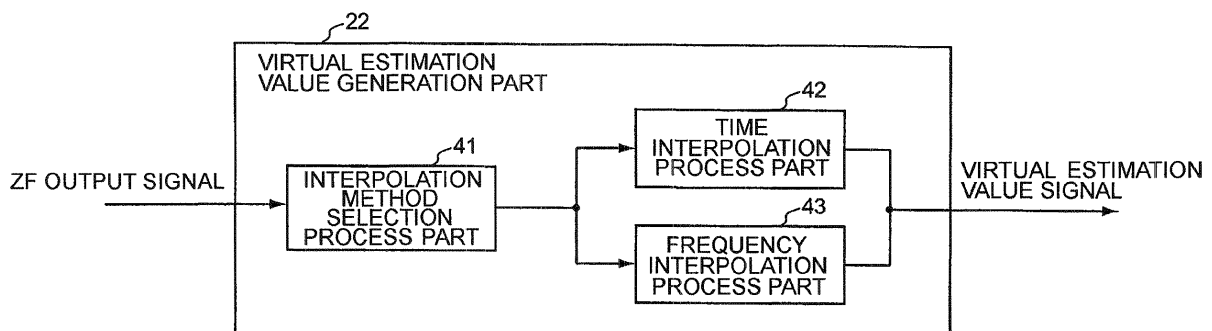 22
VIRTUAL ESTIMATION
VALUE GENERATION PART
42
TIME
INTERPOLATION
PROCESS PART
41
ZF OUTPUT SIGNAL
INTERPOLATION
METHOD
SELECTION
PROCESS PART
VIRTUAL ESTIMATION
VALUE SIGNAL
43
FREQUENCY
INTERPOLATION
PROCESS PART